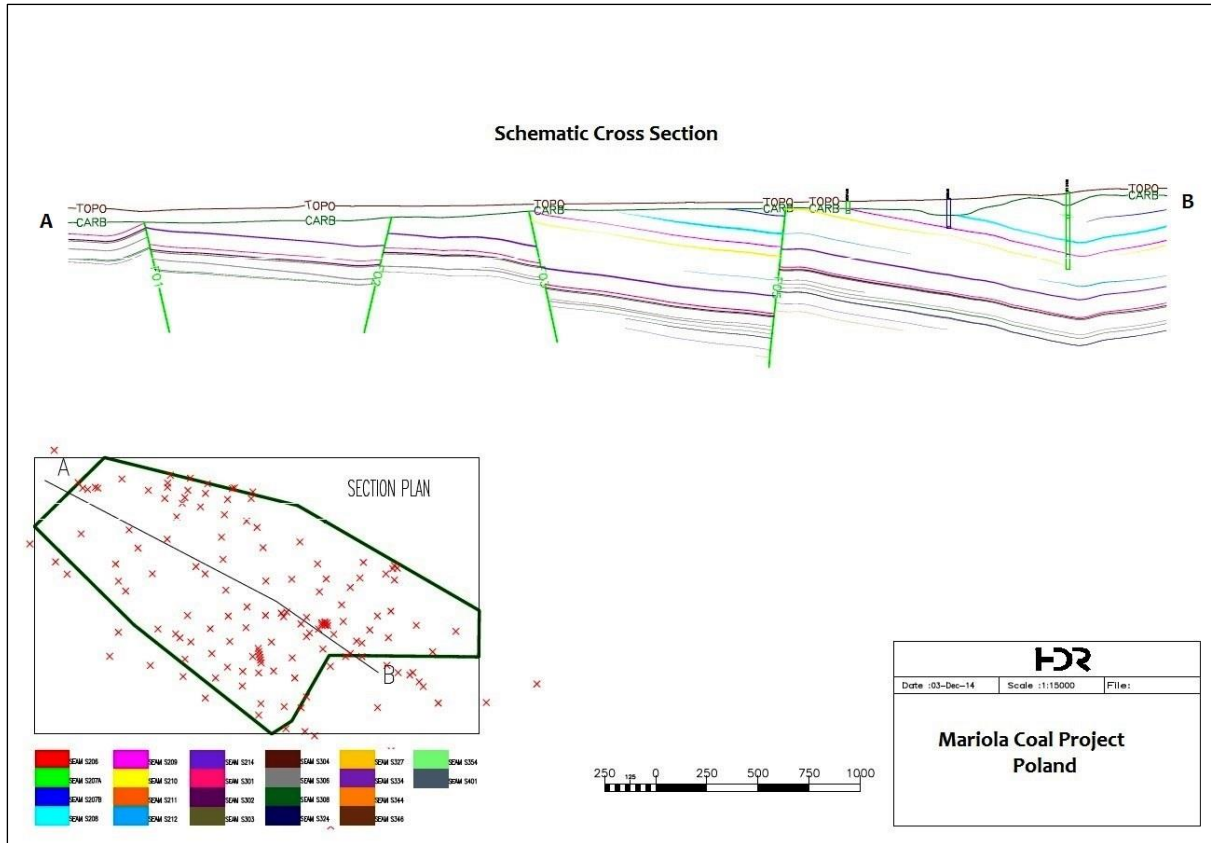 Schematic Cross Section
A
TOPO
CARB
TOPO
CARB
TOPO
CARB
TOPO TOPO
CARB CARB
TOPO
CARB
B
F01
F02
A
SECTION PLAN
B
SEAM S206
SEAM S207A
SEAM S207B
SEAM S208
SEAM S209
SEAM S210
SEAM S211
SEAM S212
SEAM S214
SEAM S301
SEAM S302
SEAM S303
SEAM S304
SEAM S306
SEAM S308
SEAM S324
SEAM S327
SEAM S334
SEAM S344
SEAM S346
SEAM S354
SEAM S401
250 125 0 250 500 750 1000
HDR
Date :03-Dec-14 Scale :1:15000 File:
Mariola Coal Project
Poland